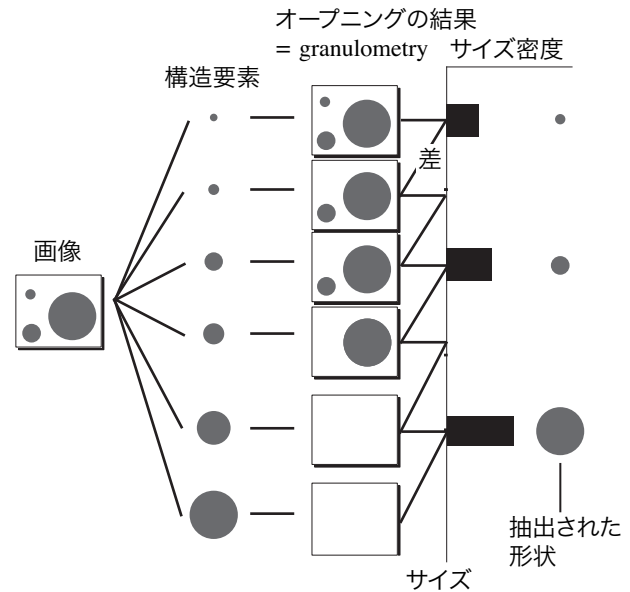 オープニングの結果
= granulometry
サイズ密度
構造要素
差
画像
抽出された
形状
サイズ